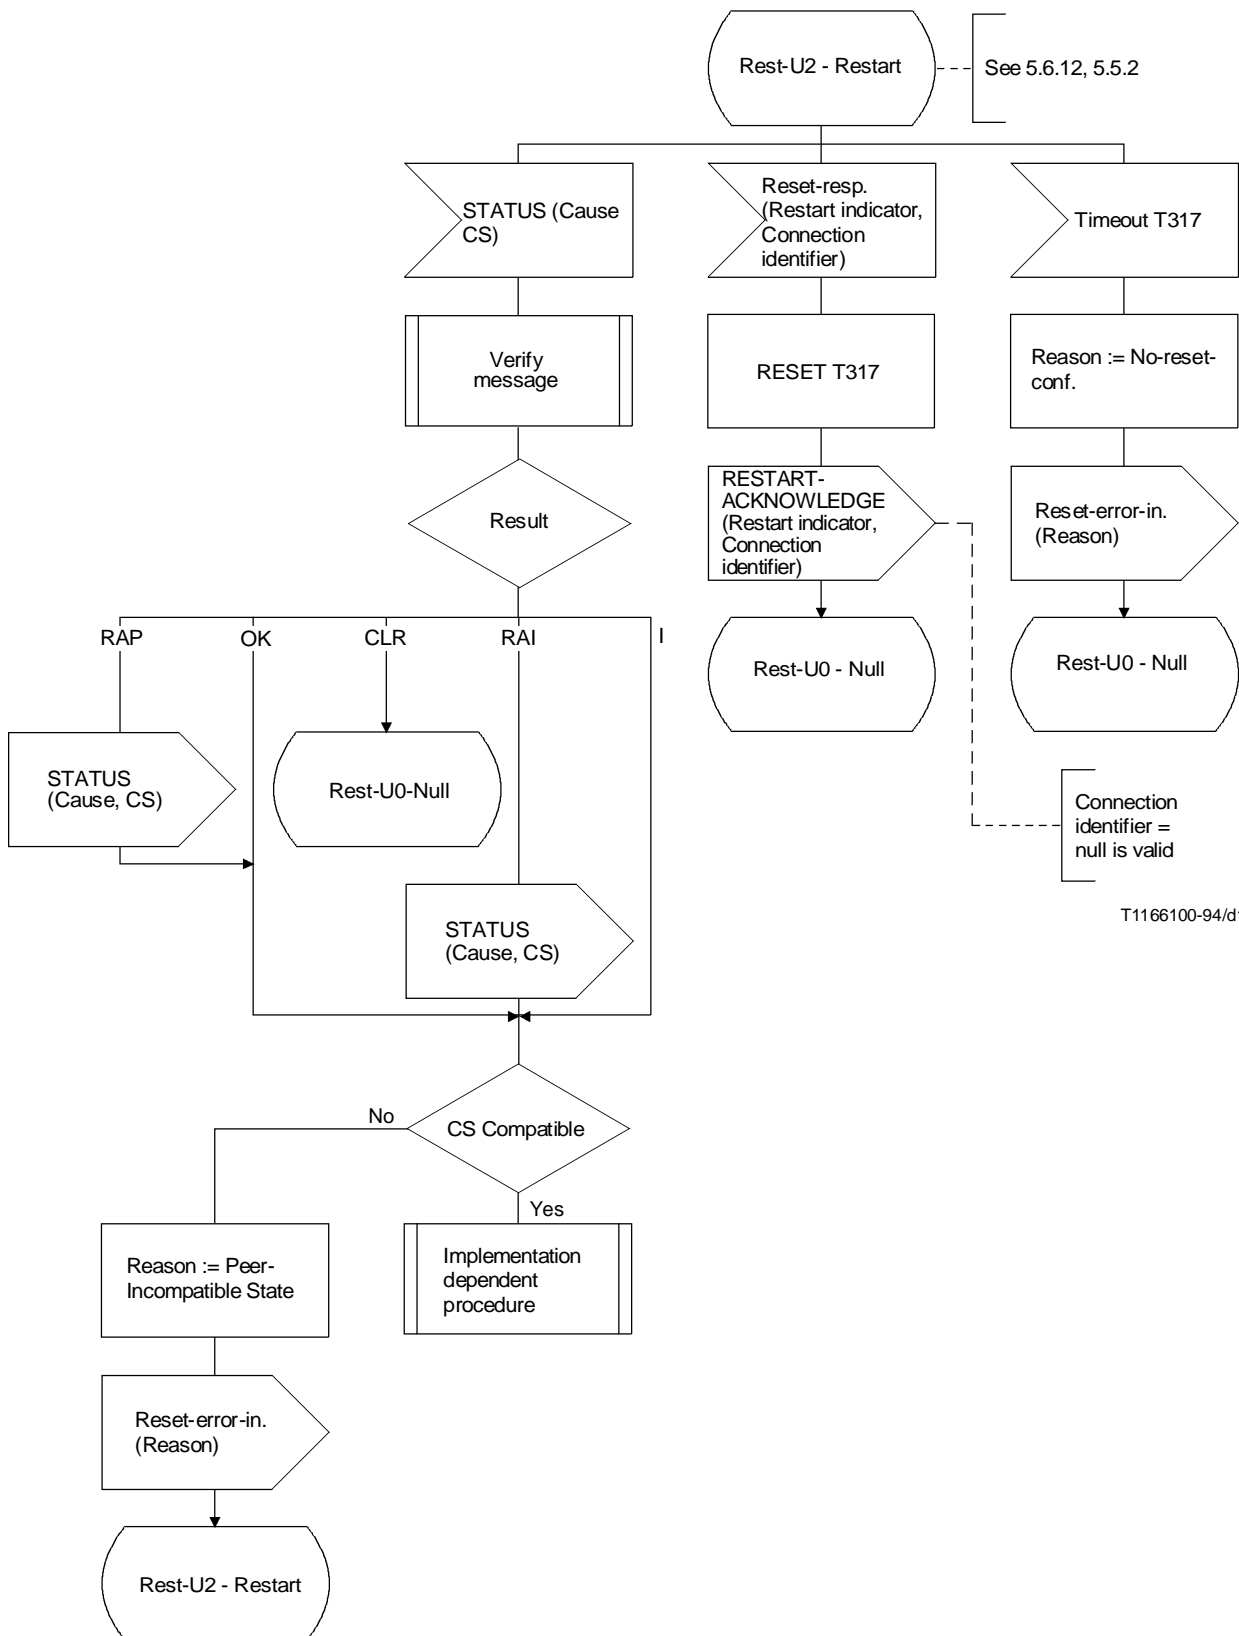 Rest-U2 - Restart
See 5.6.12, 5.5.2
STATUS (Cause
CS)
Reset-resp.
(Restart indicator,
Connection
identifier)
Timeout T317
Verify
message
RESET T317
Reason := No-reset-
conf.
Result
RESTART-
ACKNOWLEDGE
(Restart indicator,
Connection
identifier)
Reset-error-in.
(Reason)
RAP
OK
CLR
RAI
I
Rest-U0 - Null
Rest-U0 - Null
STATUS
(Cause, CS)
Rest-U0-Null
Connection
identifier =
null is valid
STATUS
(Cause, CS)
T1166100-94/d
No
CS Compatible
Yes
Reason := Peer-
Incompatible State
Implementation
dependent
procedure
Reset-error-in.
(Reason)
Rest-U2 - Restart